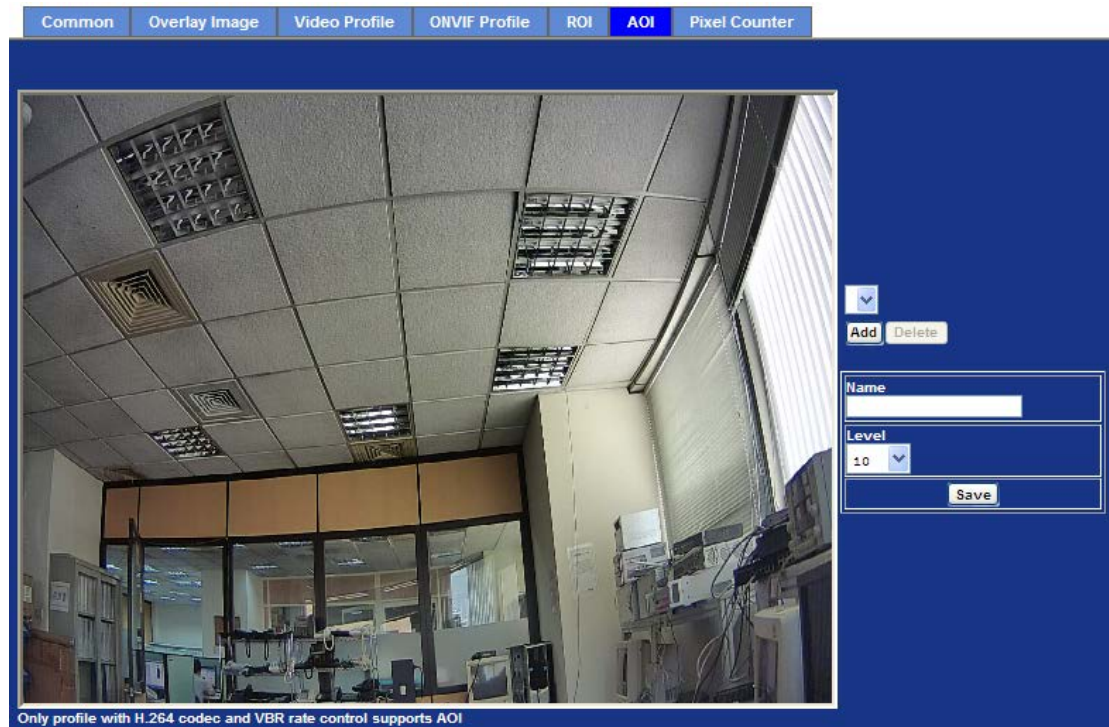 Common Overlay Image Video Profile ONVIF Profile ROI AOI Pixel Counter
Add Delete
Name
Level
10
Save
Only profile with H.264 codec and VBR rate control supports AOI